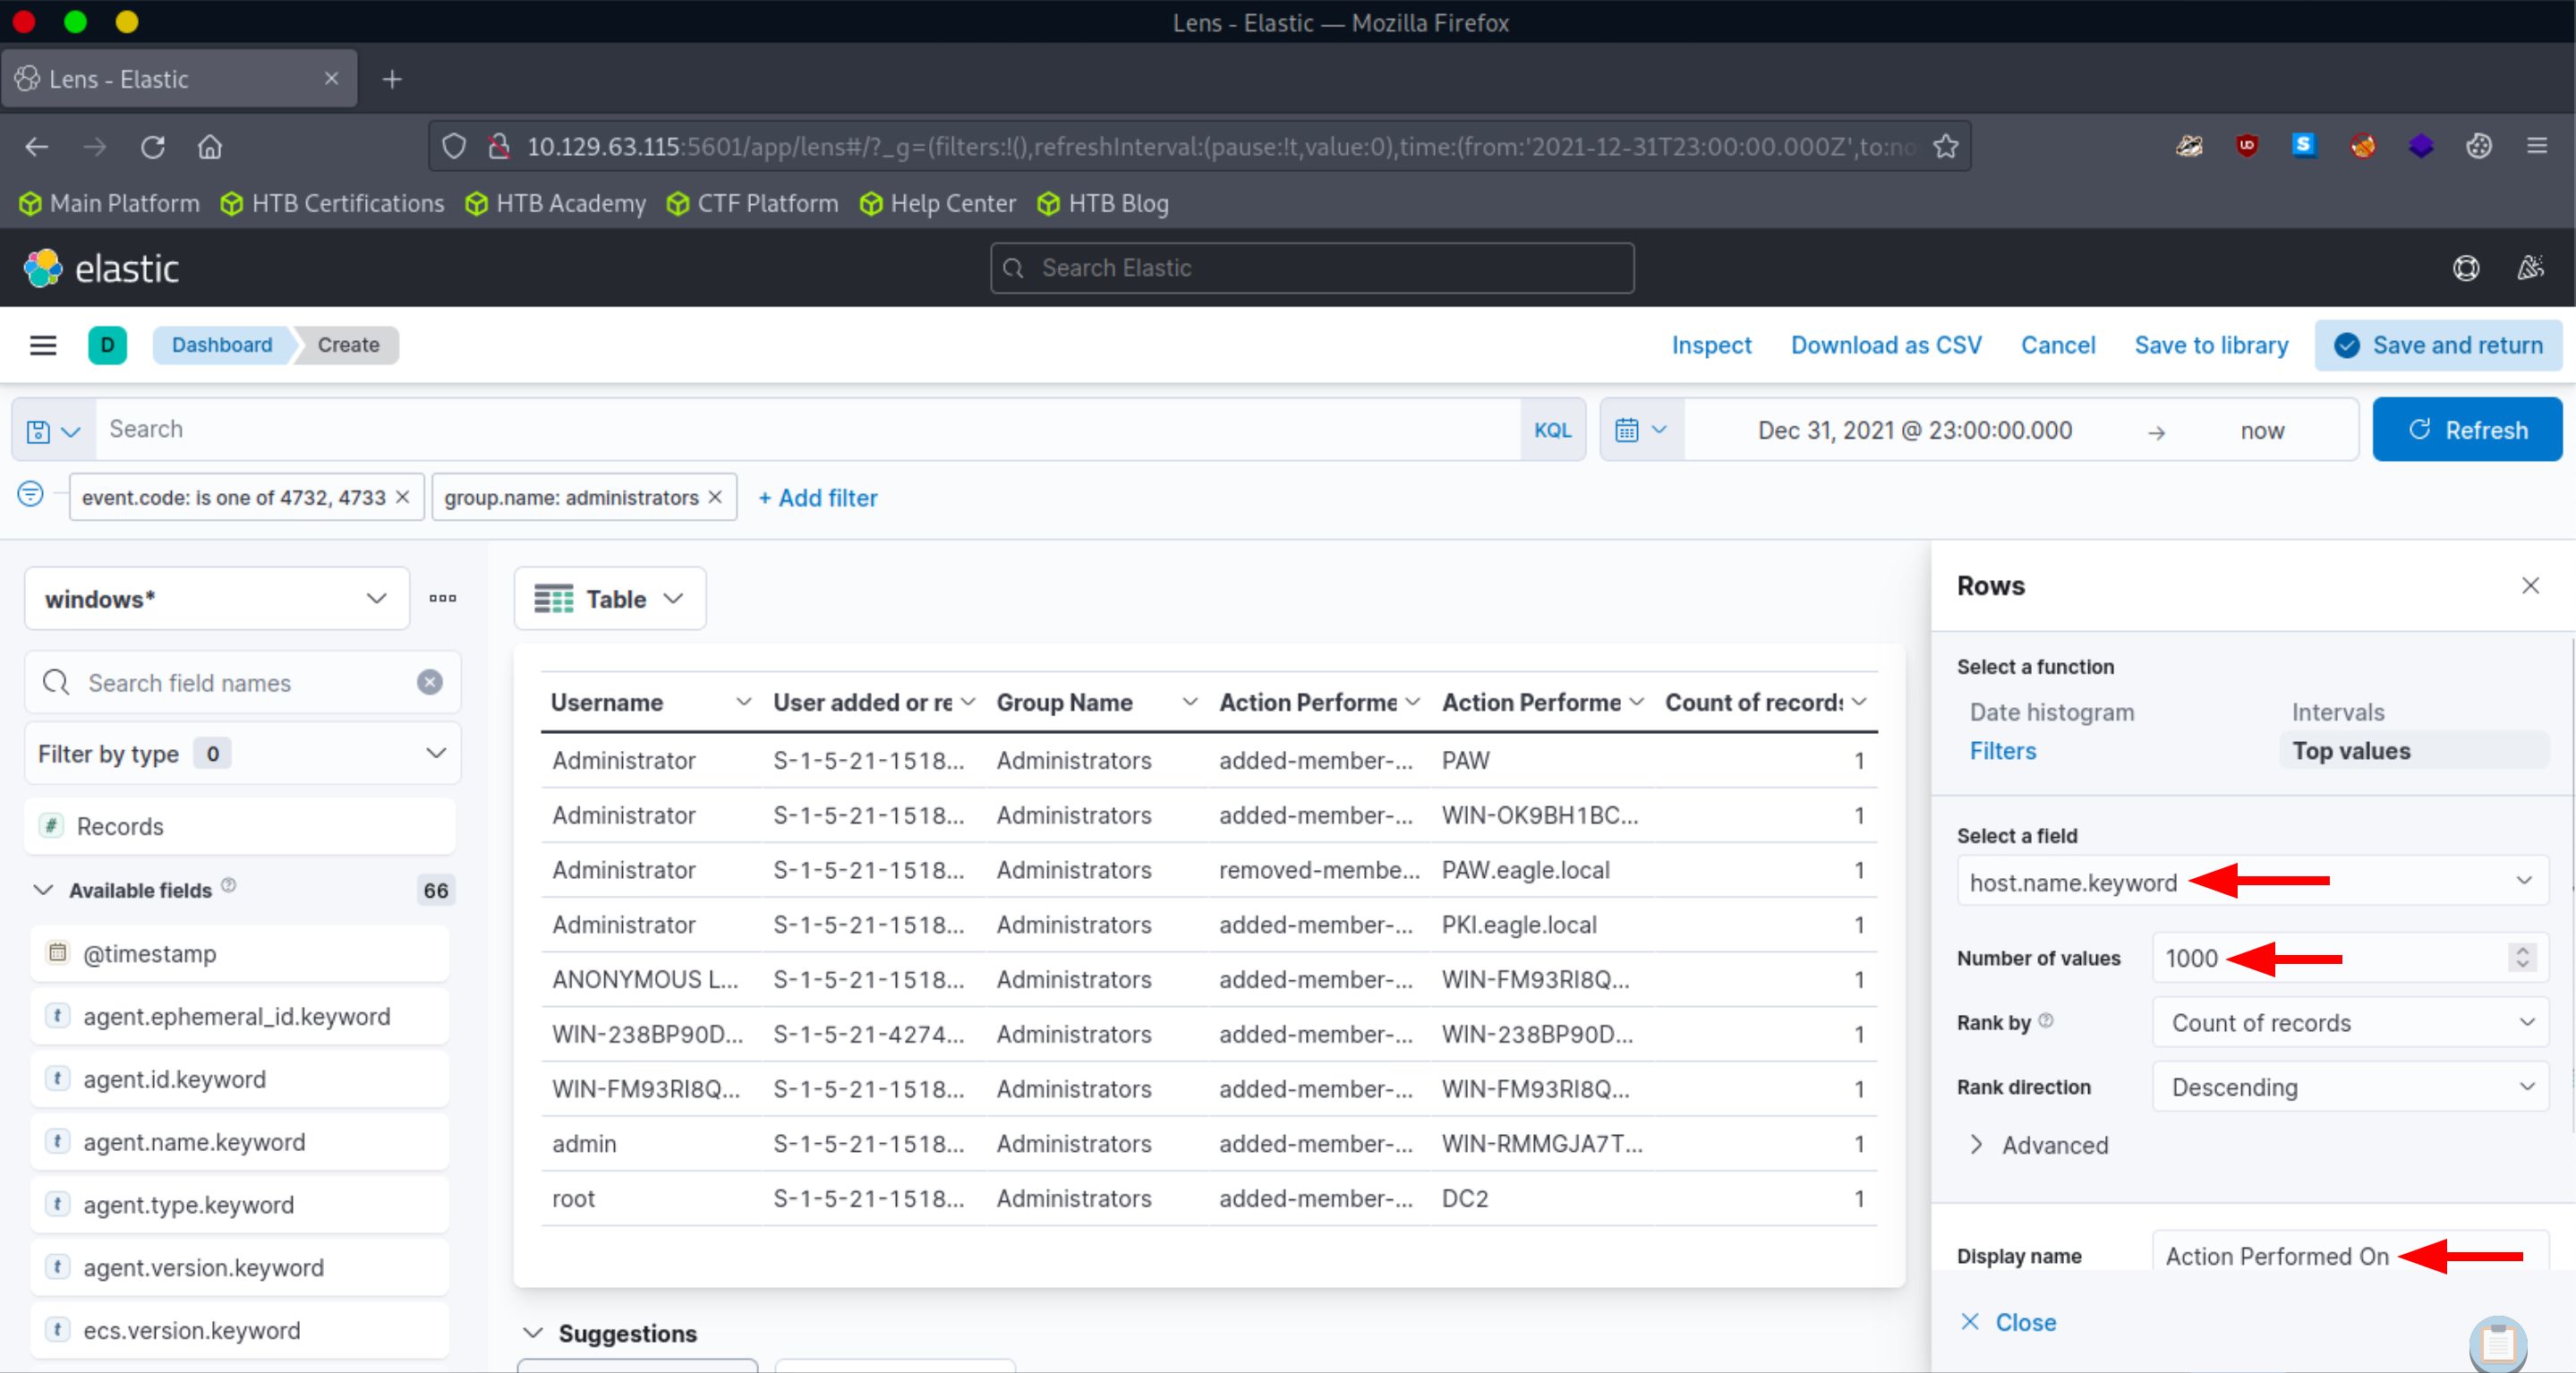 Lens - Elastic — Mozilla Firefox
Lens - Elastic
10.129.63.115:5601/app/lens#/?_g=(filters:!(),refreshInterval:(pause:!t,value:0),time:(from:'2021-12-31T23:00:00.000Z',to:no
Main Platform HTB Certifications HTB Academy CTF Platform Help Center HTB Blog
elastic
Search Elastic
D Dashboard Create Inspect Download as CSV Cancel Save to library Save and return
Search KQL Dec 31, 2021 @ 23:00:00.000 → now Refresh
event.code: is one of 4732, 4733 group.name: administrators + Add filter
windows*
Search field names
Filter by type 0
Records
Available fields 66
@timestamp
agent.ephemeral_id.keyword
agent.id.keyword
agent.name.keyword
agent.type.keyword
agent.version.keyword
ecs.version.keyword
Table
Username User added or re Group Name Action Performe Action Performe Count of records
Administrator S-1-5-21-1518... Administrators added-member-... PAW 1
Administrator S-1-5-21-1518... Administrators added-member-... WIN-OK9BH1BC... 1
Administrator S-1-5-21-1518... Administrators removed-membe... PAW.eagle.local 1
Administrator S-1-5-21-1518... Administrators added-member-... PKI.eagle.local 1
ANONYMOUS L... S-1-5-21-1518... Administrators added-member-... WIN-FM93RI8Q... 1
WIN-238BP90D... S-1-5-21-4274... Administrators added-member-... WIN-238BP90D... 1
WIN-FM93RI8Q... S-1-5-21-1518... Administrators added-member-... WIN-FM93RI8Q... 1
admin S-1-5-21-1518... Administrators added-member-... WIN-RMMGJA7T... 1
root S-1-5-21-1518... Administrators added-member-... DC2 1
Suggestions
Rows
Select a function
Date histogram Intervals
Filters Top values
Select a field
host.name.keyword
Number of values 1000
Rank by Count of records
Rank direction Descending
Advanced
Display name Action Performed On
Close